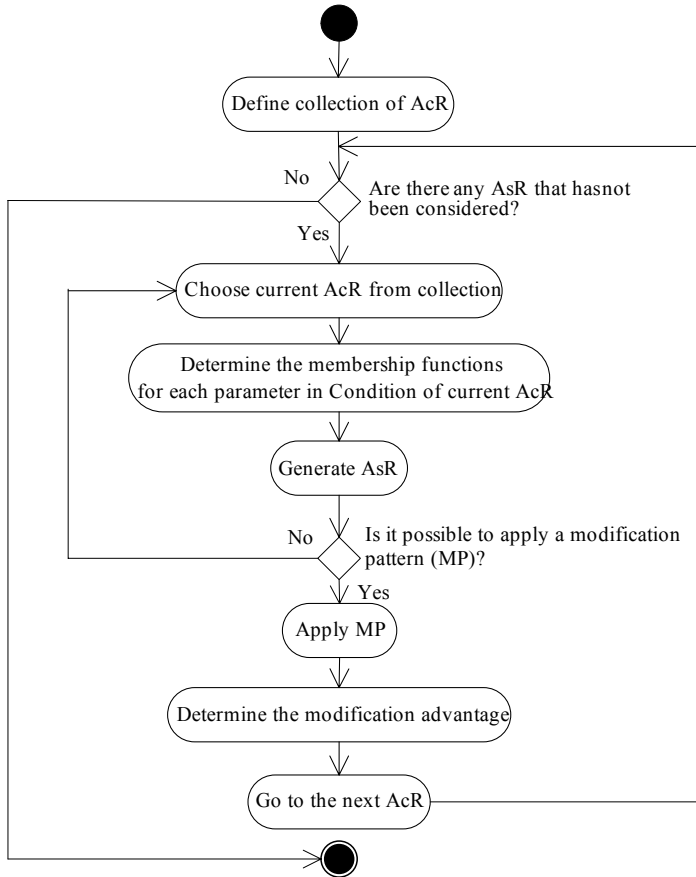 Define collection of AcR
No
Are there any AsR that hasnot
been considered?
Yes
Choose current AcR from collection
Determine the membership functions
for each parameter in Condition of current AcR
Generate AsR
No
Is it possible to apply a modification
pattern (MP)?
Yes
Apply MP
Determine the modification advantage
Go to the next AcR